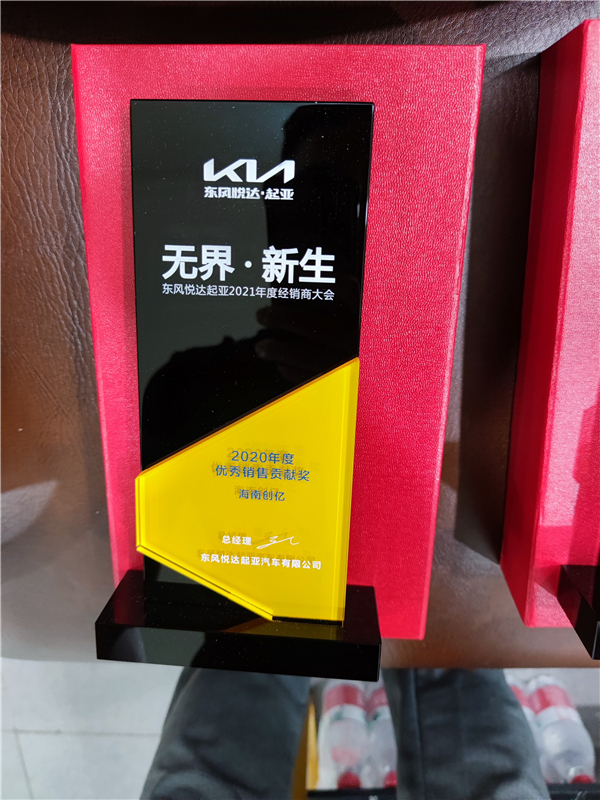 KIA
东风悦达·起亚
无界·新生
东风悦达起亚2021年度经销商大会
2020年度
优秀销售贡献奖
海南创亿
总经理
东风悦达起亚汽车有限公司